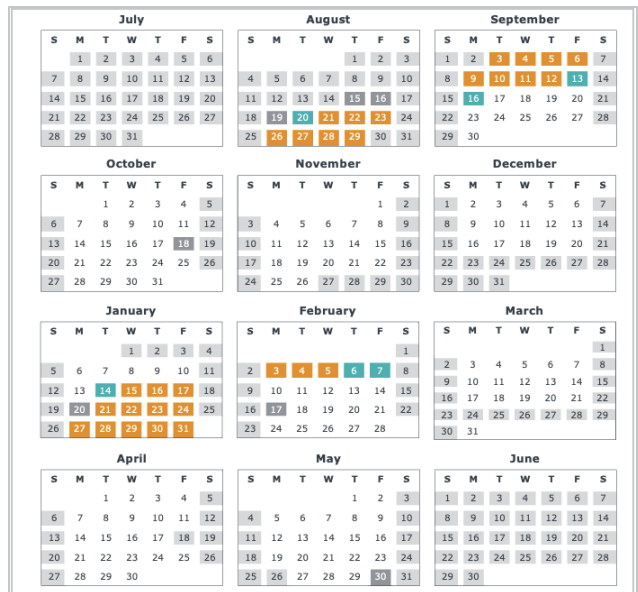 July August September
S M T W T F S S M T W T F S S M T W T F S
1 2 3 4 5 6 1 2 3 1 2 3 4 5 6 7
7 8 9 10 11 12 13 4 5 6 7 8 9 10 8 9 10 11 12 13 14
14 15 16 17 18 19 20 11 12 13 14 15 16 17 15 16 17 18 19 20 21
21 22 23 24 25 26 27 18 19 20 21 22 23 24 22 23 24 25 26 27 28
28 29 30 31 25 26 27 28 29 30 31 29 30
October November December
S M T W T F S S M T W T F S S M T W T F S
1 2 3 4 5 1 2 1 2 3 4 5 6 7
6 7 8 9 10 11 12 3 4 5 6 7 8 9 8 9 10 11 12 13 14
13 14 15 16 17 18 19 10 11 12 13 14 15 16 15 16 17 18 19 20 21
20 21 22 23 24 25 26 17 18 19 20 21 22 23 22 23 24 25 26 27 28
27 28 29 30 31 24 25 26 27 28 29 30 29 30 31
January February March
S M T W T F S S M T W T F S S M T W T F S
1 2 3 4 1 1
5 6 7 8 9 10 11 2 3 4 5 6 7 8 2 3 4 5 6 7 8
12 13 14 15 16 17 18 9 10 11 12 13 14 15 9 10 11 12 13 14 15
19 20 21 22 23 24 25 16 17 18 19 20 21 22 16 17 18 19 20 21 22
26 27 28 29 30 31 23 24 25 26 27 28 23 24 25 26 27 28 29
30 31
April May June
S M T W T F S S M T W T F S S M T W T F S
1 2 3 4 5 1 2 3 1 2 3 4 5 6 7
6 7 8 9 10 11 12 4 5 6 7 8 9 10 8 9 10 11 12 13 14
13 14 15 16 17 18 19 11 12 13 14 15 16 17 15 16 17 18 19 20 21
20 21 22 23 24 25 26 18 19 20 21 22 23 24 22 23 24 25 26 27 28
27 28 29 30 25 26 27 28 29 30 31 29 30